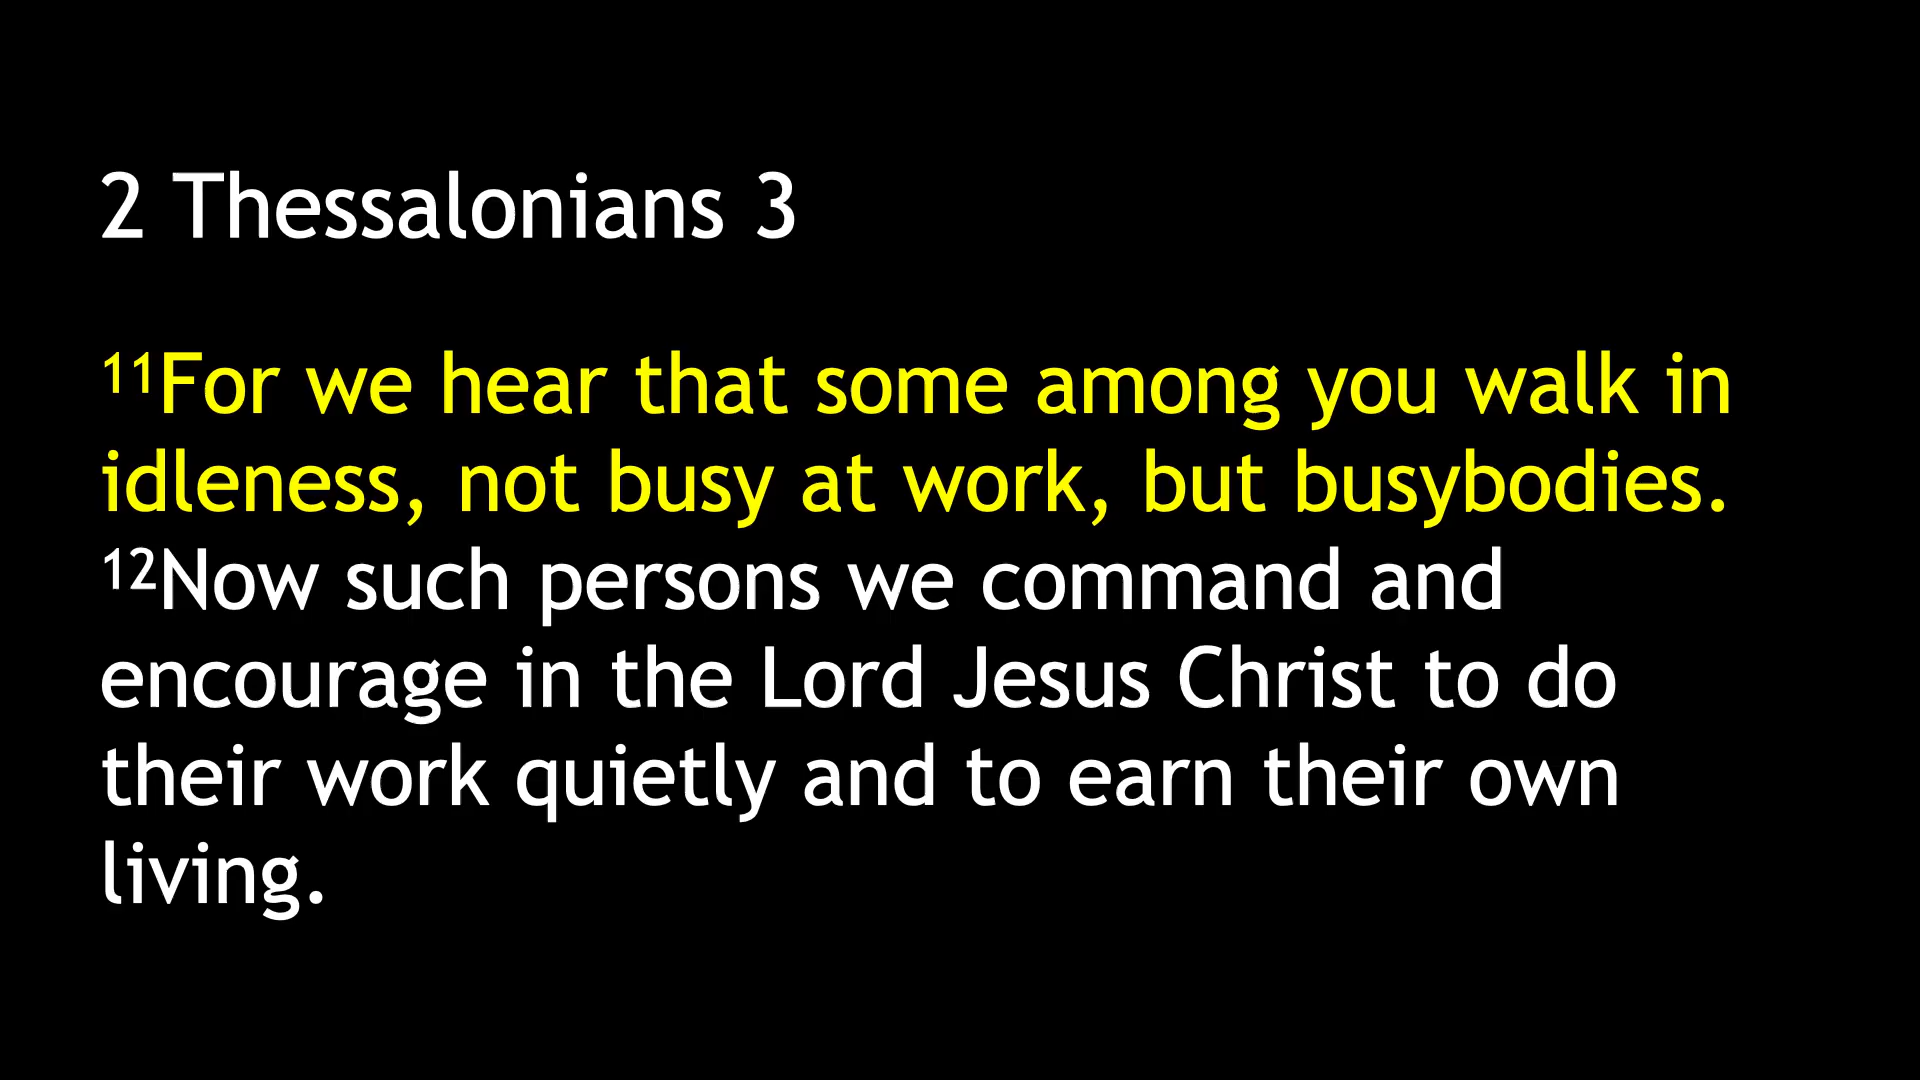 2 Thessalonians 3
¹¹For we hear that some among you walk in
idleness, not busy at work, but busybodies.
¹²Now such persons we command and
encourage in the Lord Jesus Christ to do
their work quietly and to earn their own
living.